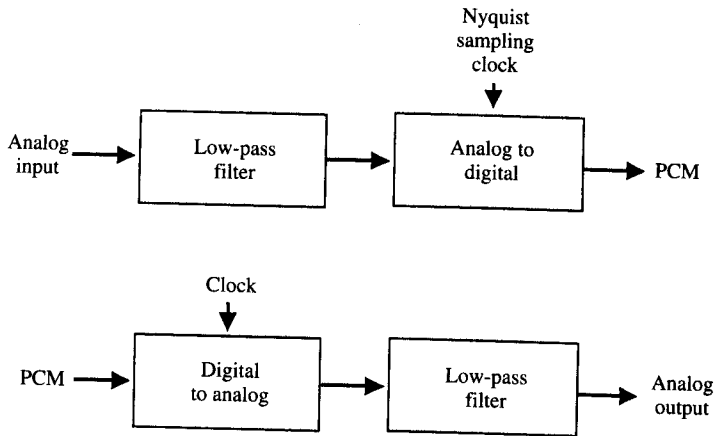 Nyquist
sampling
clock
Analog
input
Low-pass
filter
Analog to
digital
PCM
Clock
PCM
Digital
to analog
Low-pass
filter
Analog
output